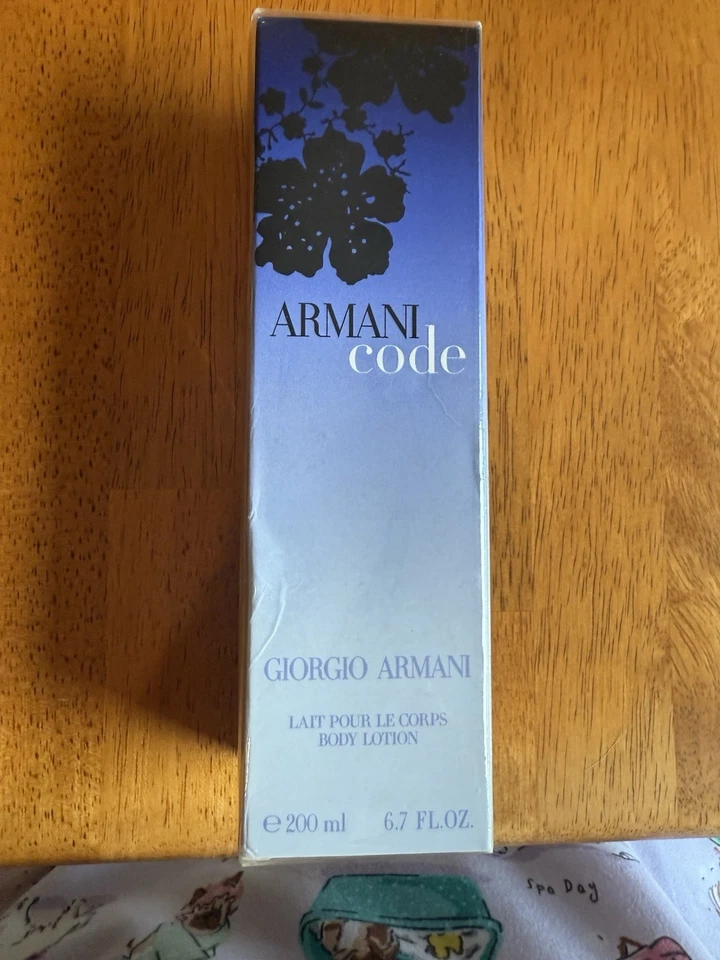 ARMANI
code
GIORGIO ARMANI
LAIT POUR LE CORPS
BODY LOTION
e 200 ml 6.7 FL.OZ.
Spa Day